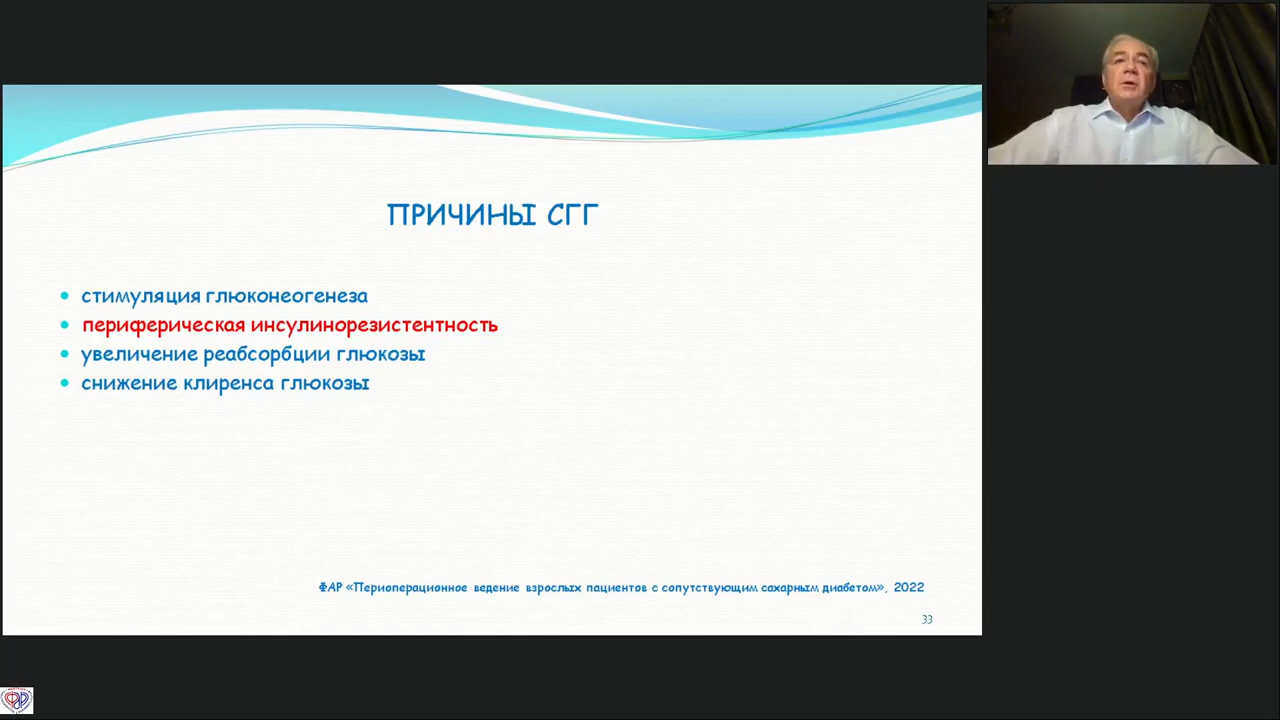 ПРИЧИНЫ СГГ
• стимуляция глюконеогенеза
• периферическая инсулинорезистентность
• увеличение реабсорбции глюкозы
• снижение клиренса глюкозы
ФАР «Периоперационное ведение взрослых пациентов с сопутствующим сахарным диабетом», 2022
33
ФАР